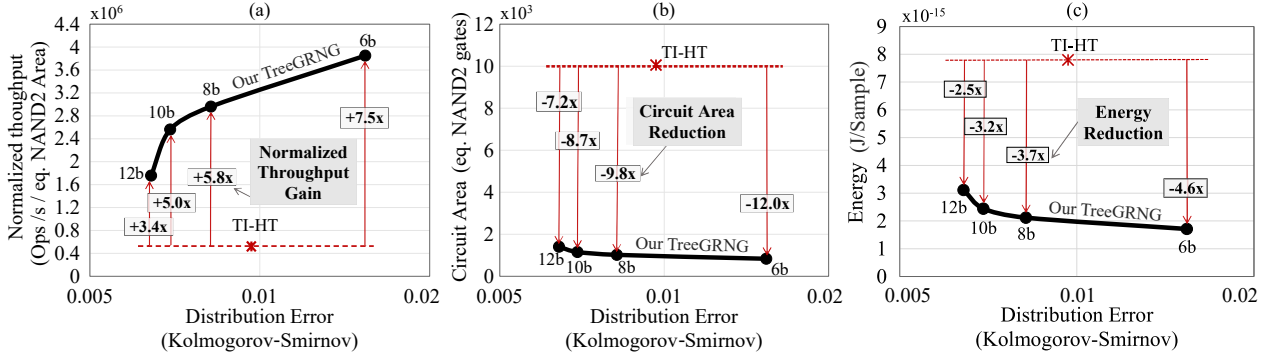 x10⁶
(a)
Normalized thoughput
(Ops /s / eq. NAND2 Area)
4.4
4
3.6
3.2
2.8
2.4
2
1.6
1.2
0.8
0.4
0
6b
Our TreeGRNG
8b
10b
12b
+7.5x
+5.8x
+5.0x
+3.4x
Normalized
Throughput
Gain
TI-HT
0.005
0.01
0.02
Distribution Error
(Kolmogorov-Smirnov)
x10³
(b)
Circuit Area (eq. NAND2 gates)
12
10
8
6
4
2
0
TI-HT
-7.2x
-8.7x
-9.8x
-12.0x
Circuit Area
Reduction
Our TreeGRNG
12b
10b
8b
6b
0.005
0.01
0.02
Distribution Error
(Kolmogorov-Smirnov)
x10⁻¹⁵
(c)
Energy (J/Sample)
9
8
7
6
5
4
3
2
1
0
TI-HT
-2.5x
-3.2x
-3.7x
-4.6x
Energy
Reduction
Our TreeGRNG
12b
10b
8b
6b
0.005
0.01
0.02
Distribution Error
(Kolmogorov-Smirnov)